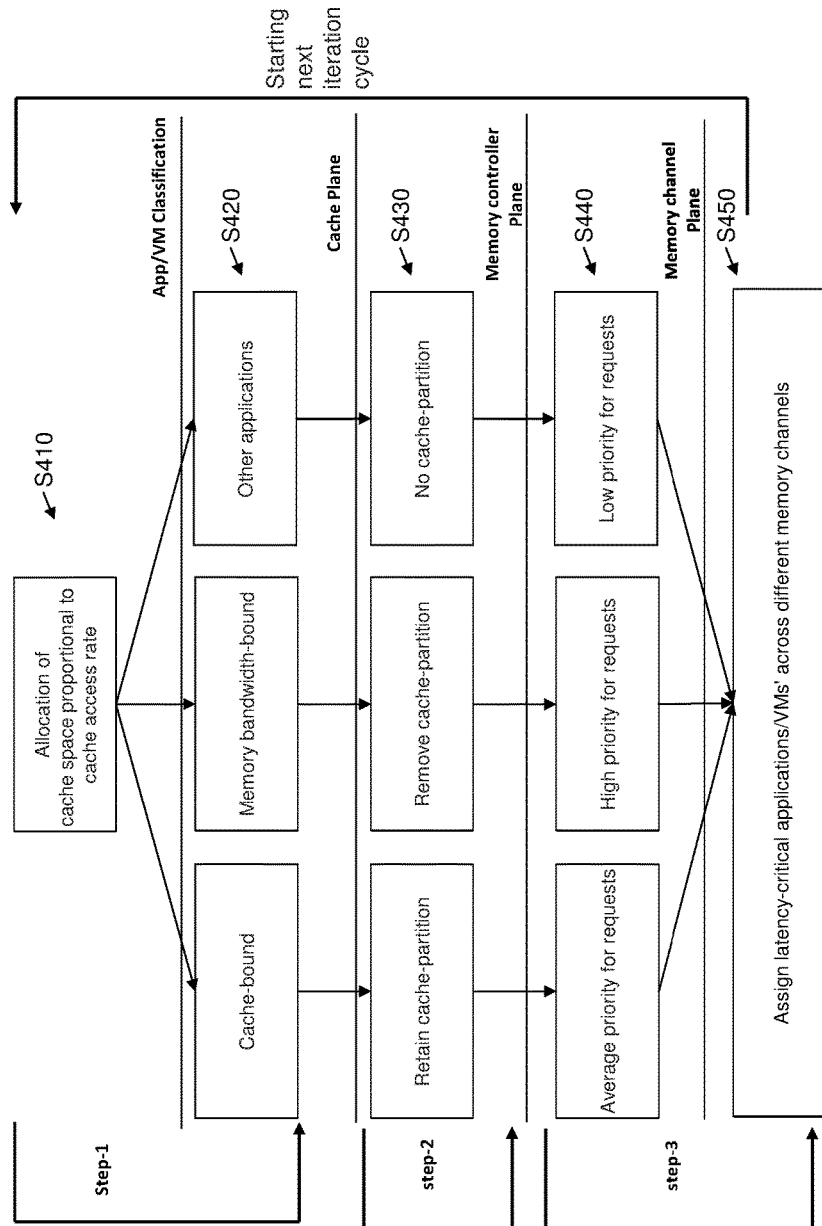 Allocation of
cache space proportional to
cache access rate
S410
Starting
next
iteration
cycle
App/VM Classification
Step-1
Cache-bound
Memory bandwidth-bound
Other applications
S420
Cache Plane
step-2
Retain cache-partition
Remove cache-partition
No cache-partition
S430
Memory controller
Plane
step-3
Average priority for requests
High priority for requests
Low priority for requests
S440
Memory channel
Plane
S450
Assign latency-critical applications/VMs' across different memory channels